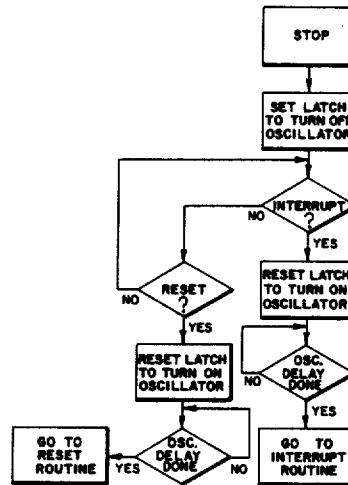 STOP
SET LATCH
TO TURN OFF
OSCILLATOR
INTERRUPT
?
NO
YES
RESET
?
NO
YES
RESET LATCH
TO TURN ON
OSCILLATOR
RESET LATCH
TO TURN ON
OSCILLATOR
OSC.
DELAY
DONE
NO
YES
GO TO
INTERRUPT
ROUTINE
OSC.
DELAY
DONE
NO
YES
GO TO
RESET
ROUTINE